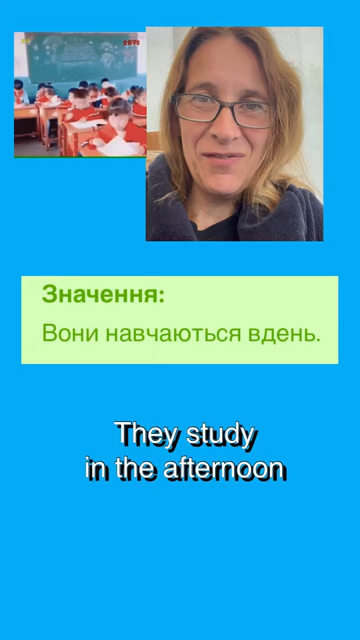 Значення:
Вони навчаються вдень.
They study
in the afternoon